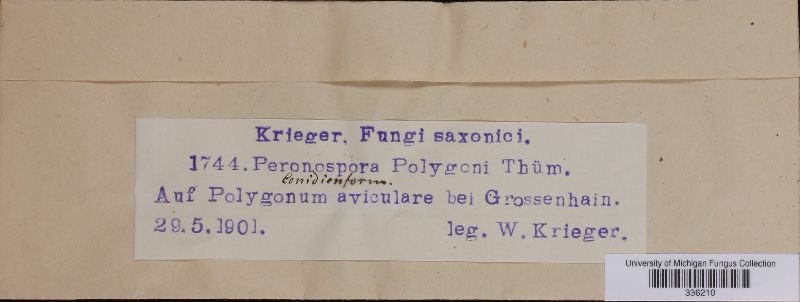 Krieger, Fungi saxonici.
1744. Peronospora Polygoni Thüm.
Conidienform.
Auf Polygonum aviculare bei Grossenhain.
29.5.1901. leg. W. Krieger.
University of Michigan Fungus Collection
336210